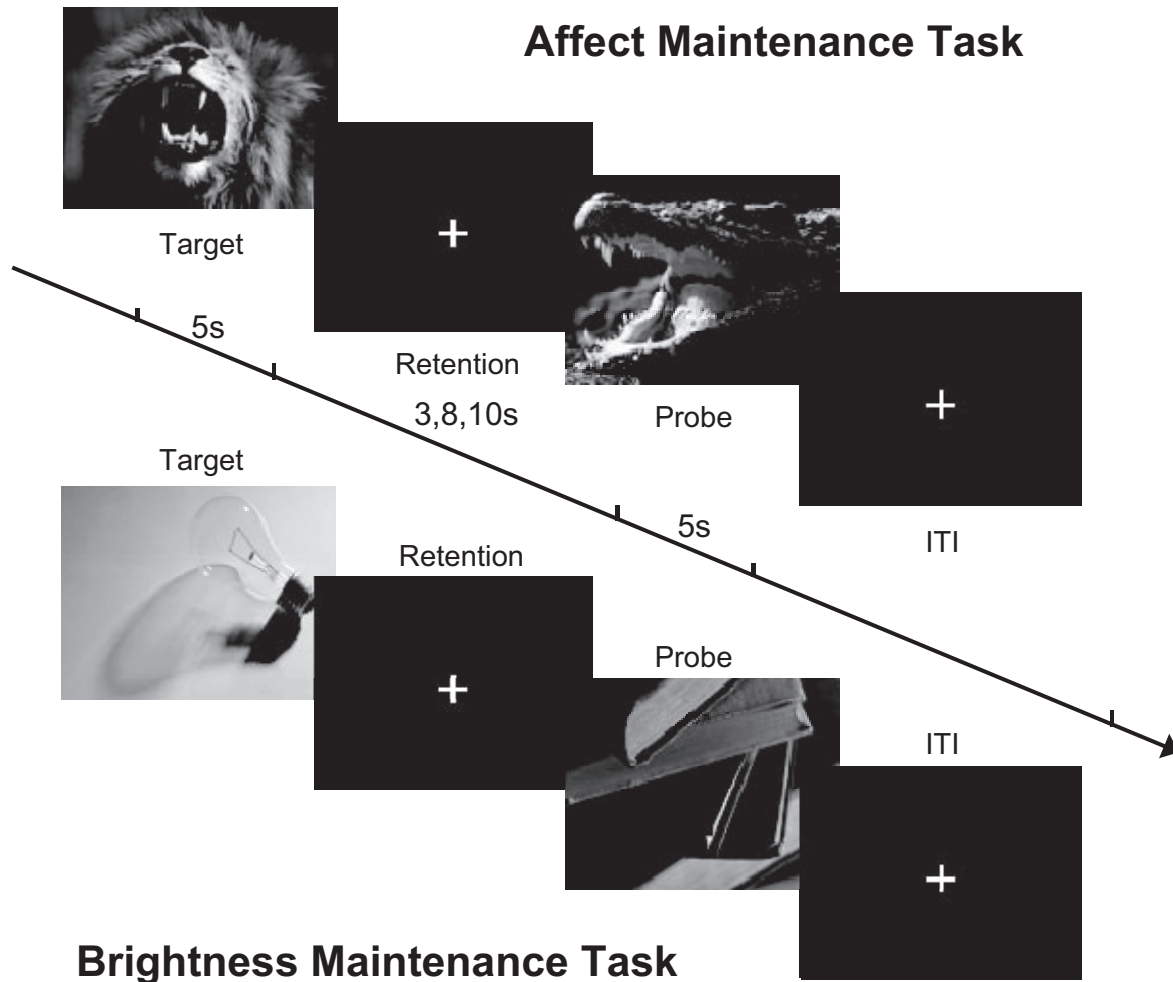 Affect Maintenance Task
Target
5s
Retention
3,8,10s
Probe
ITI
Target
Retention
5s
Probe
ITI
Brightness Maintenance Task